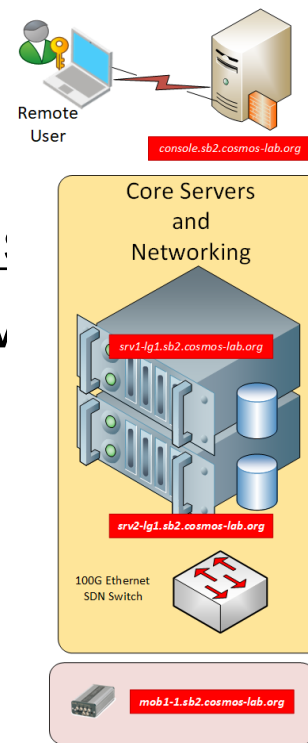 Remote
User
console.sb2.cosmos-lab.org
Core Servers
and
Networking
srv1-lg1.sb2.cosmos-lab.org
srv2-lg1.sb2.cosmos-lab.org
100G Ethernet
SDN Switch
mob1-1.sb2.cosmos-lab.org